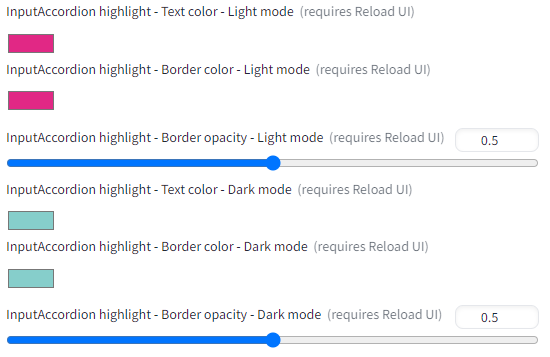 InputAccordion highlight - Text color - Light mode (requires Reload UI)
InputAccordion highlight - Border color - Light mode (requires Reload UI)
InputAccordion highlight - Border opacity - Light mode (requires Reload UI) 0.5
InputAccordion highlight - Text color - Dark mode (requires Reload UI)
InputAccordion highlight - Border color - Dark mode (requires Reload UI)
InputAccordion highlight - Border opacity - Dark mode (requires Reload UI) 0.5